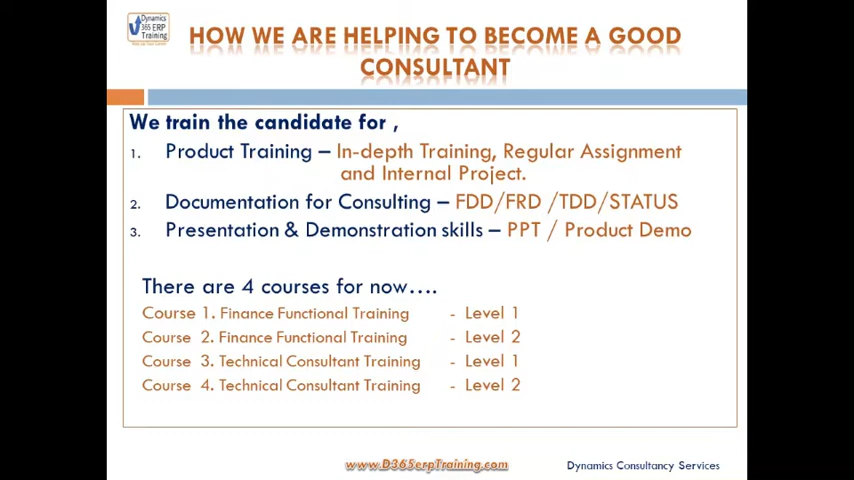 Dynamics
365 ERP
Training
HOW WE ARE HELPING TO BECOME A GOOD
CONSULTANT
We train the candidate for ,
1. Product Training – In-depth Training, Regular Assignment
and Internal Project.
2. Documentation for Consulting – FDD/FRD /TDD/STATUS
3. Presentation & Demonstration skills – PPT / Product Demo
There are 4 courses for now....
Course 1. Finance Functional Training - Level 1
Course 2. Finance Functional Training - Level 2
Course 3. Technical Consultant Training - Level 1
Course 4. Technical Consultant Training - Level 2
www.D365erpTraining.com
Dynamics Consultancy Services